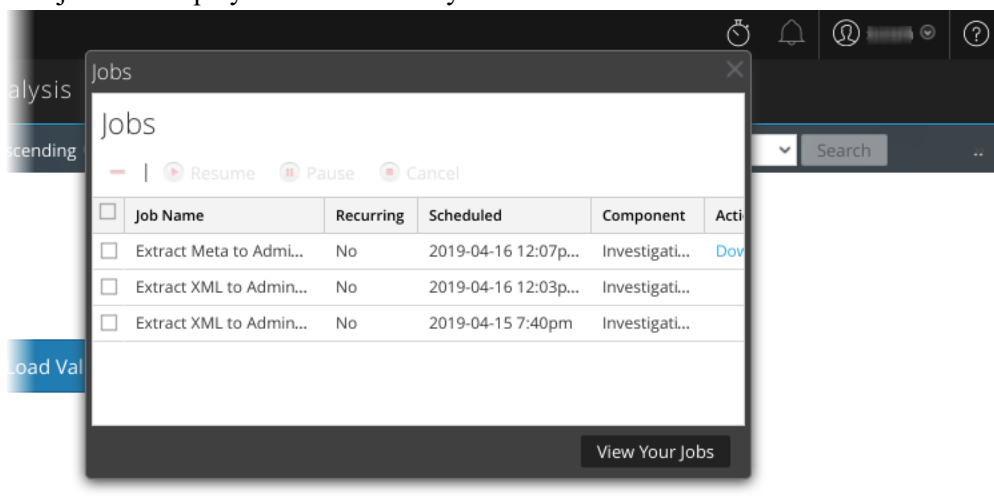 Jobs
alysis
Jobs
scending
Search
Resume Pause Cancel
Job Name Recurring Scheduled Component Acti
Extract Meta to Admi... No 2019-04-16 12:07p... Investigati... Dow
Extract XML to Admin... No 2019-04-16 12:03p... Investigati...
Extract XML to Admin... No 2019-04-15 7:40pm Investigati...
Load Val
View Your Jobs